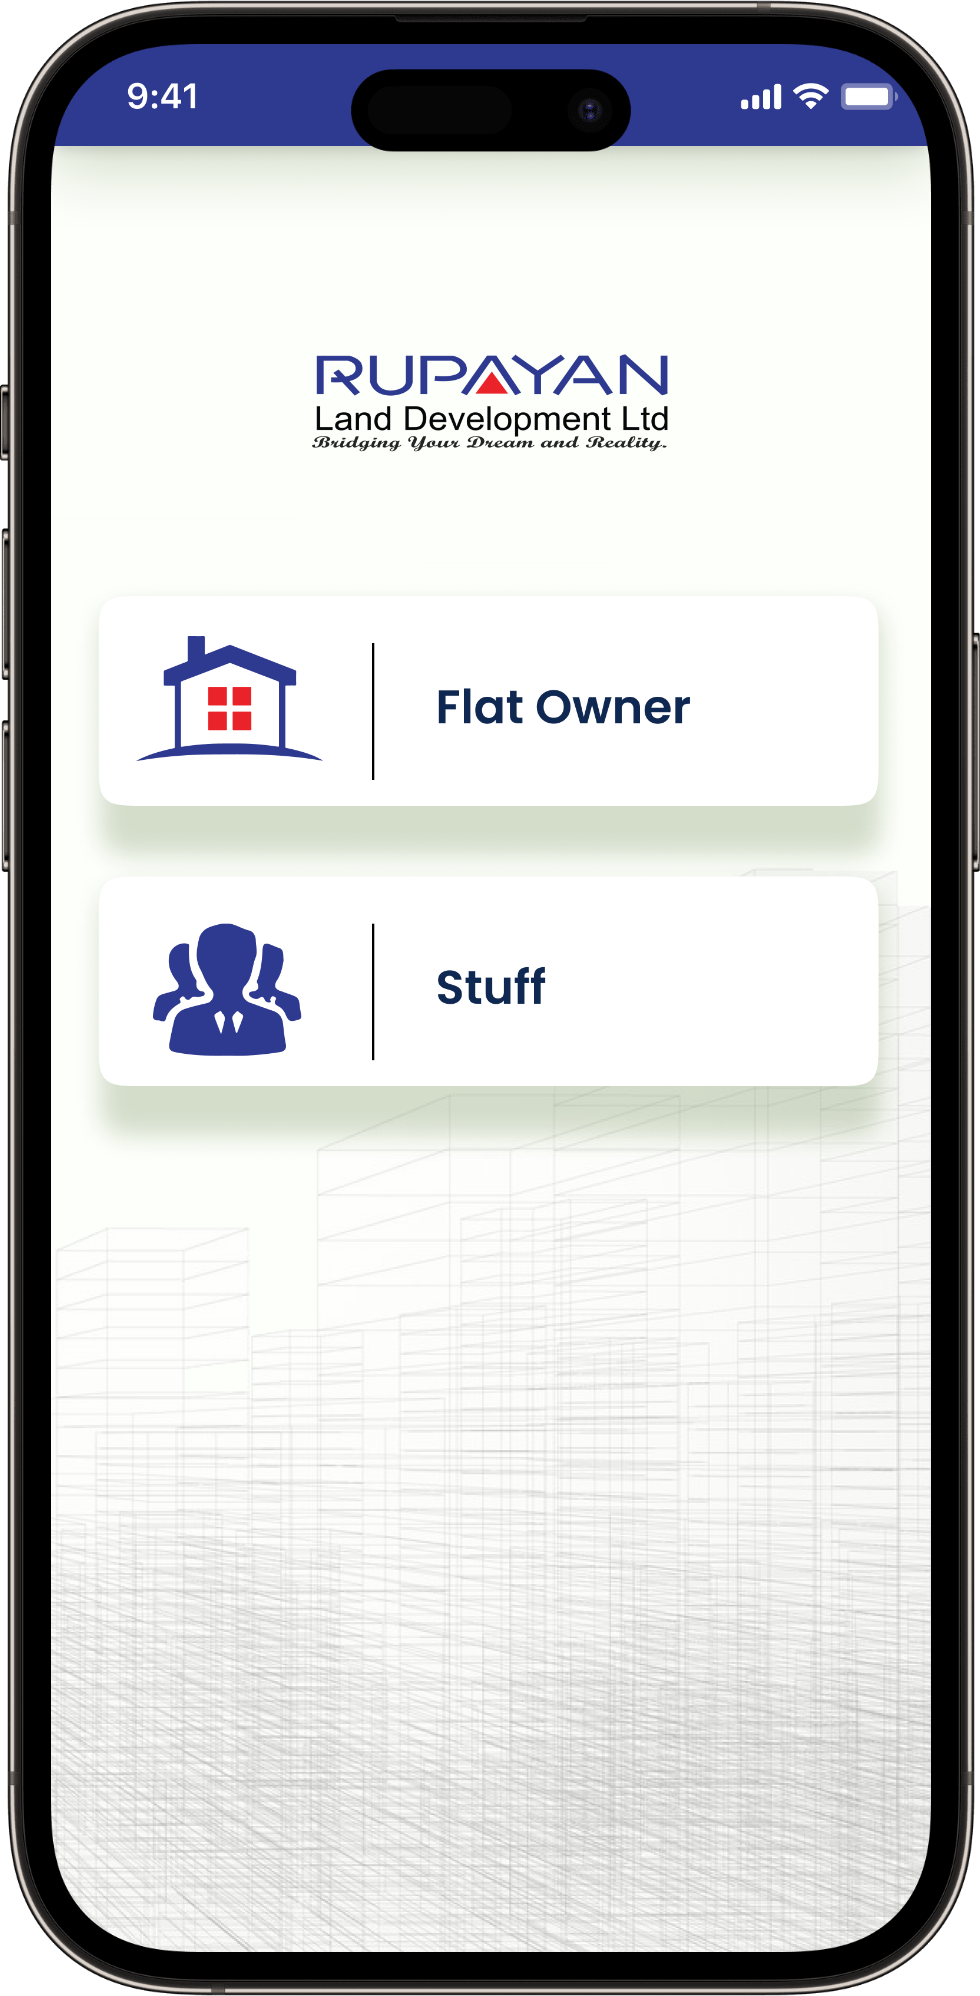 9:41
RUPAYAN
Land Development Ltd
Bridging Your Dream and Reality.
Flat Owner
Stuff